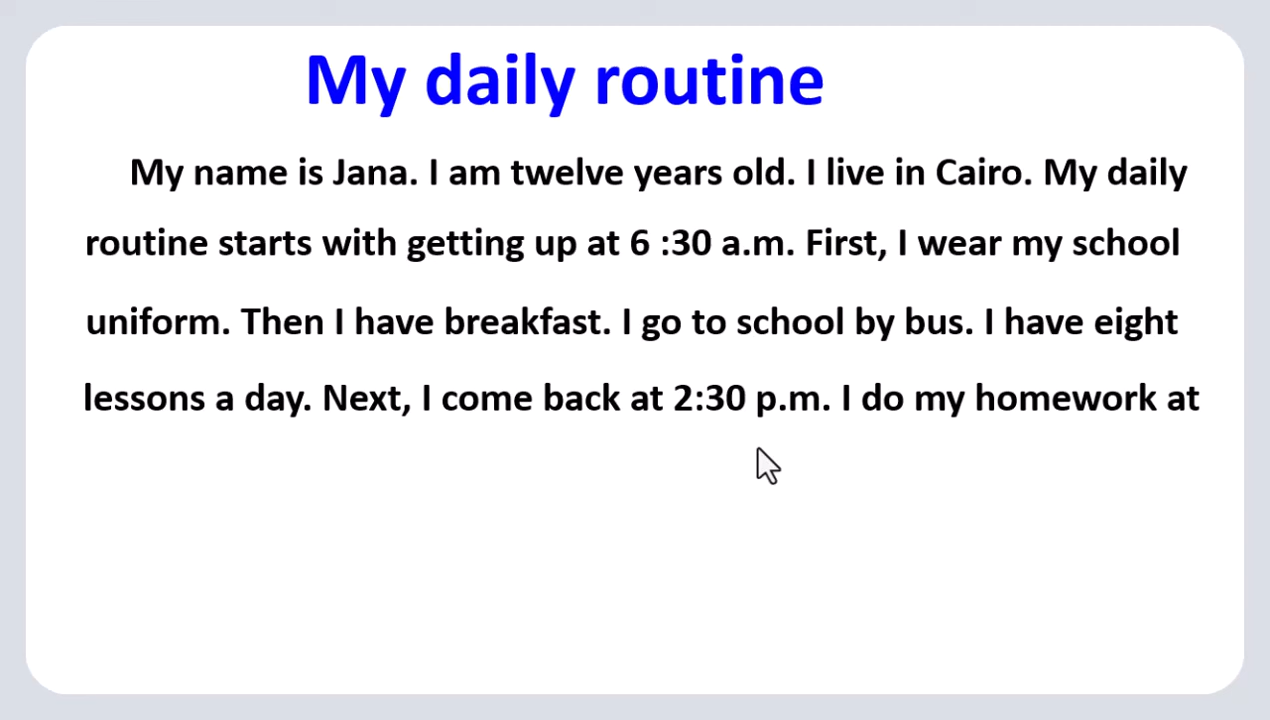 My daily routine
My name is Jana. I am twelve years old. I live in Cairo. My daily
routine starts with getting up at 6 :30 a.m. First, I wear my school
uniform. Then I have breakfast. I go to school by bus. I have eight
lessons a day. Next, I come back at 2:30 p.m. I do my homework at